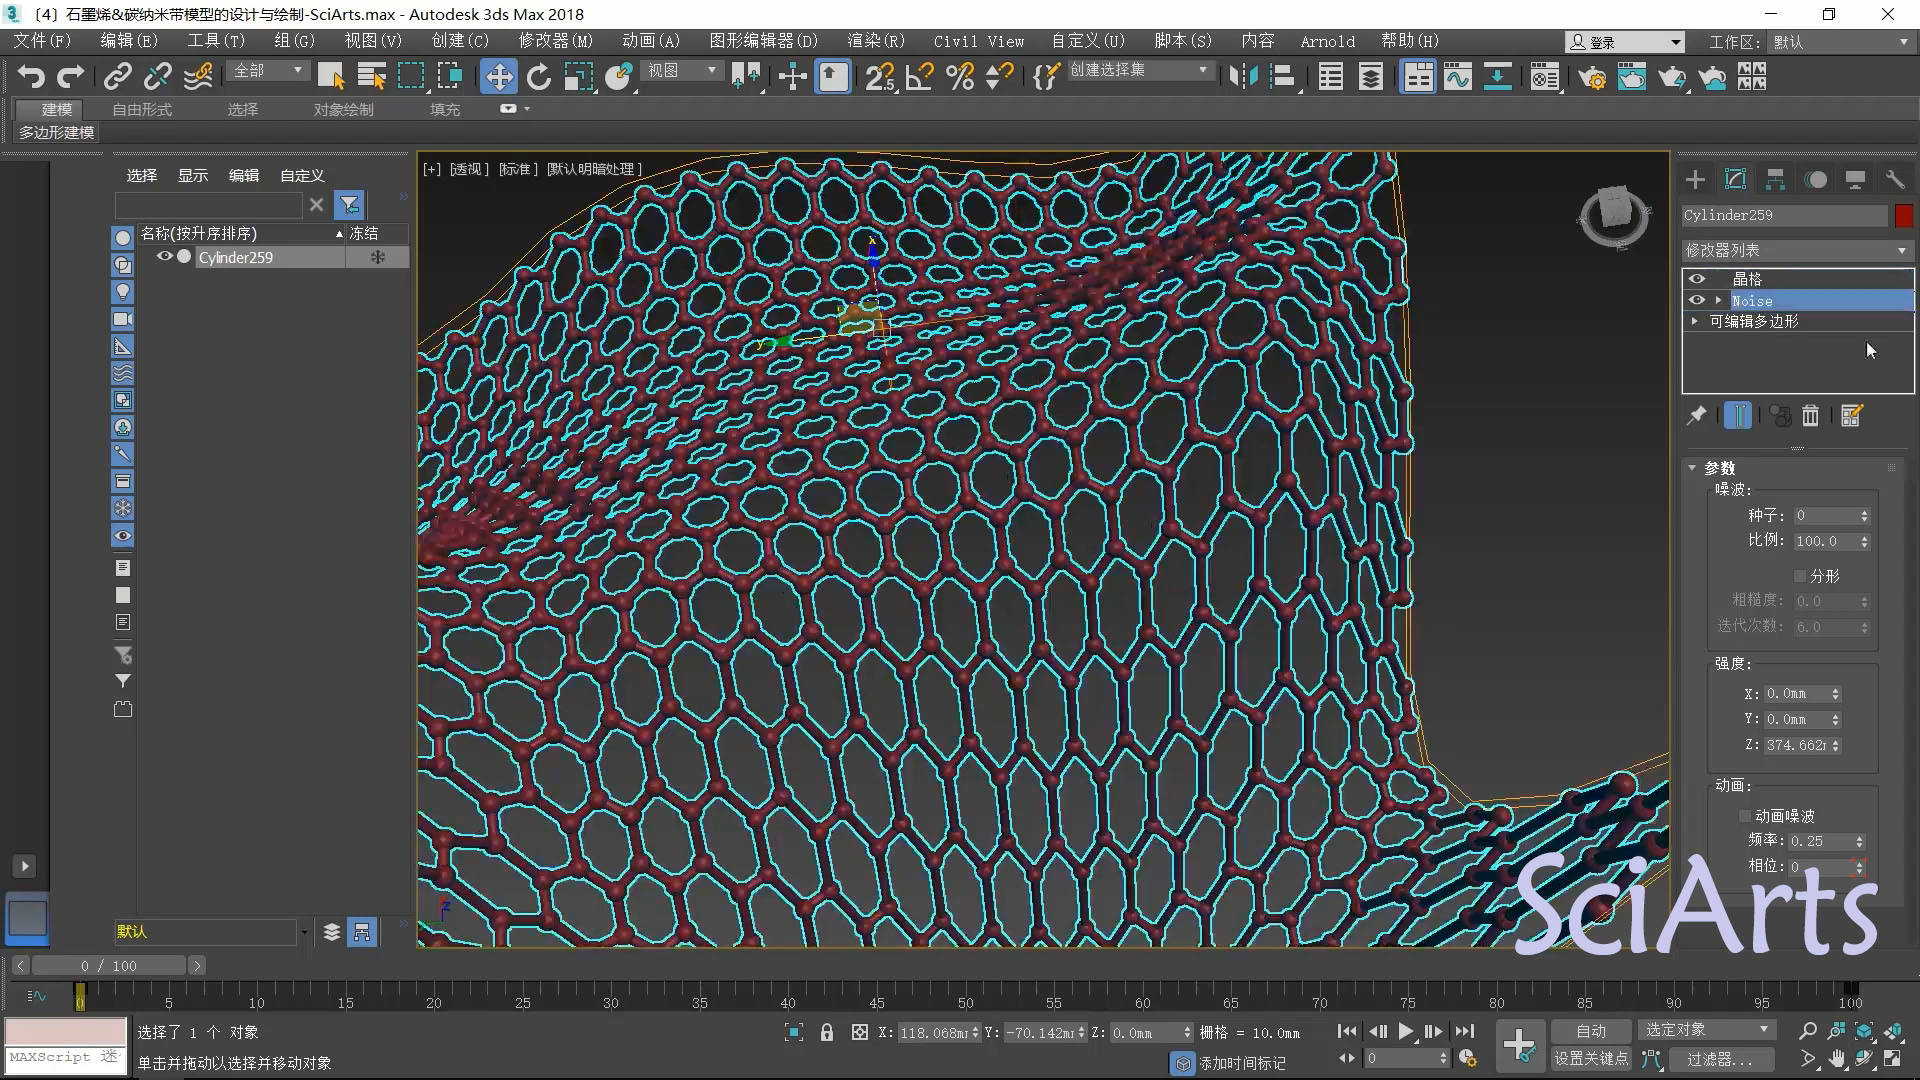 〔4〕石墨烯&碳纳米带模型的设计与绘制-SciArts.max - Autodesk 3ds Max 2018
文件(F) 编辑(E) 工具(T) 组(G) 视图(V) 创建(C) 修改器(M) 动画(A) 图形编辑器(D) 渲染(R) Civil View 自定义(U) 脚本(S) 内容 Arnold 帮助(H) 登录 工作区: 默认
全部 视图 创建选择集
建模 自由形式 选择 对象绘制 填充
多边形建模
选择 显示 编辑 自定义
名称(按升序排序) 冻结
Cylinder259
[+] [透视] [标准] [默认明暗处理]
x
y
z
Cylinder259
修改器列表
晶格
Noise
可编辑多边形
参数
噪波:
种子: 0
比例: 100.0
分形
粗糙度: 0.0
迭代次数: 6.0
强度:
X: 0.0mm
Y: 0.0mm
Z: 374.662m
动画:
动画噪波
频率: 0.25
相位: 0
SciArts
默认
0 / 100
0 5 10 15 20 25 30 35 40 45 50 55 60 65 70 75 80 85 90 95 100
选择了 1 个 对象
X: 118.068m Y: -70.142m Z: 0.0mm 栅格 = 10.0mm
自动 选定对象
MAXScript 迷
单击并拖动以选择并移动对象
添加时间标记
0
设置关键点 过滤器...